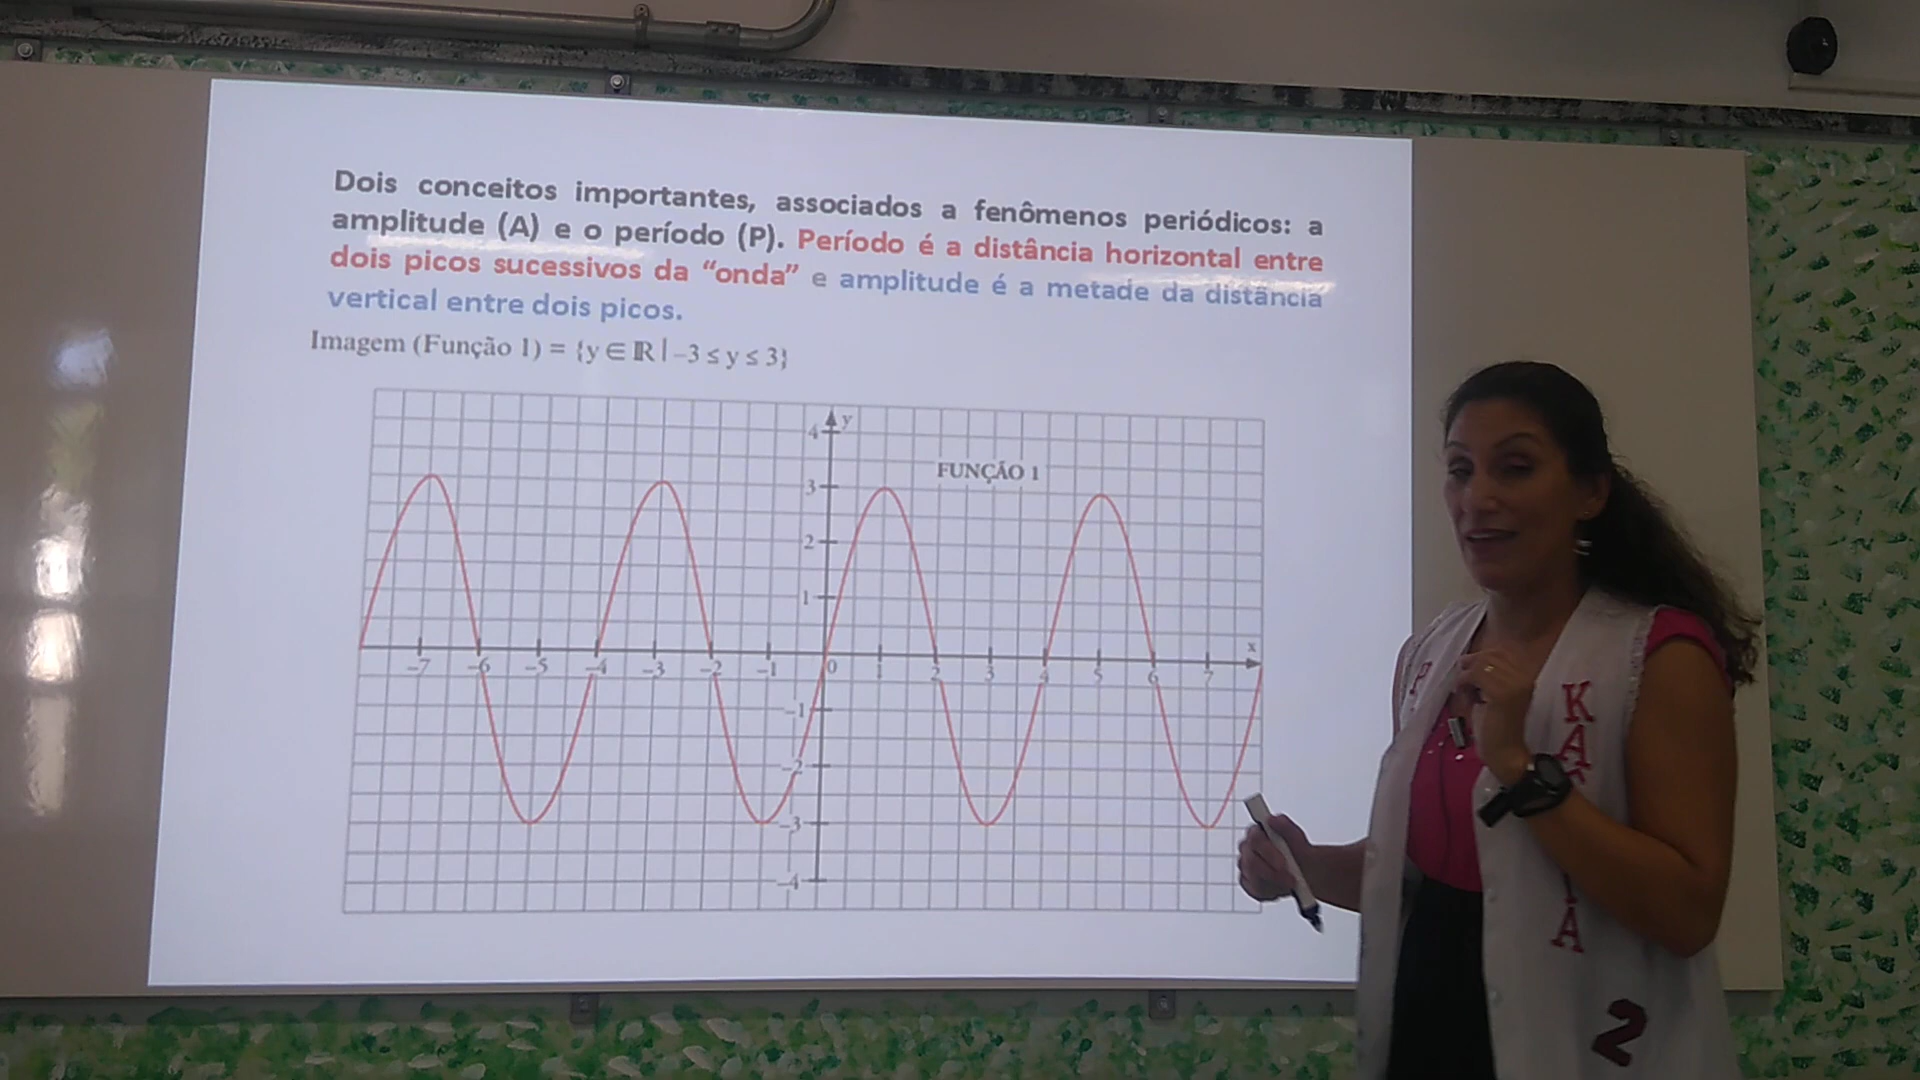 Dois conceitos importantes, associados a fenômenos periódicos: a
amplitude (A) e o período (P). Período é a distância horizontal entre
dois picos sucessivos da “onda” e amplitude é a metade da distância
vertical entre dois picos.
Imagem (Função 1) = {y ∈ ℝ | –3 ≤ y ≤ 3}
y
4
FUNÇÃO 1
3
2
1
x
–7 –6 –5 –4 –3 –2 –1 0 1 2 3 4 5 6 7
–1
–2
–3
–4
P
KÁTIA
2